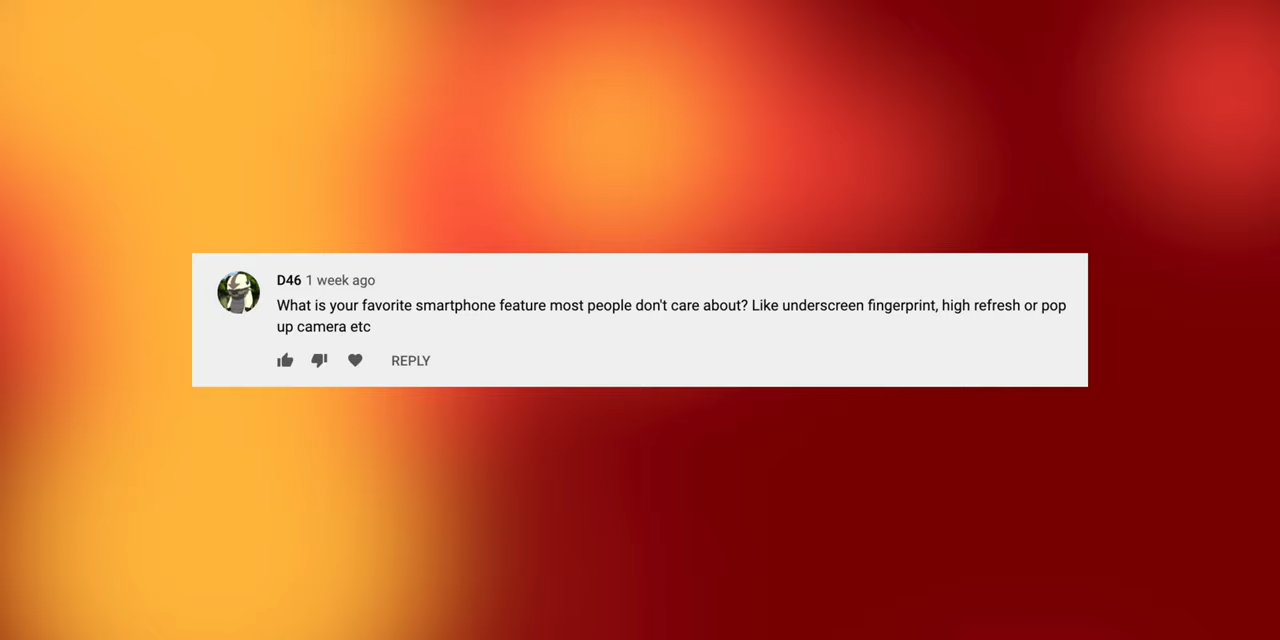 D46 1 week ago
What is your favorite smartphone feature most people don't care about? Like underscreen fingerprint, high refresh or pop
up camera etc
REPLY